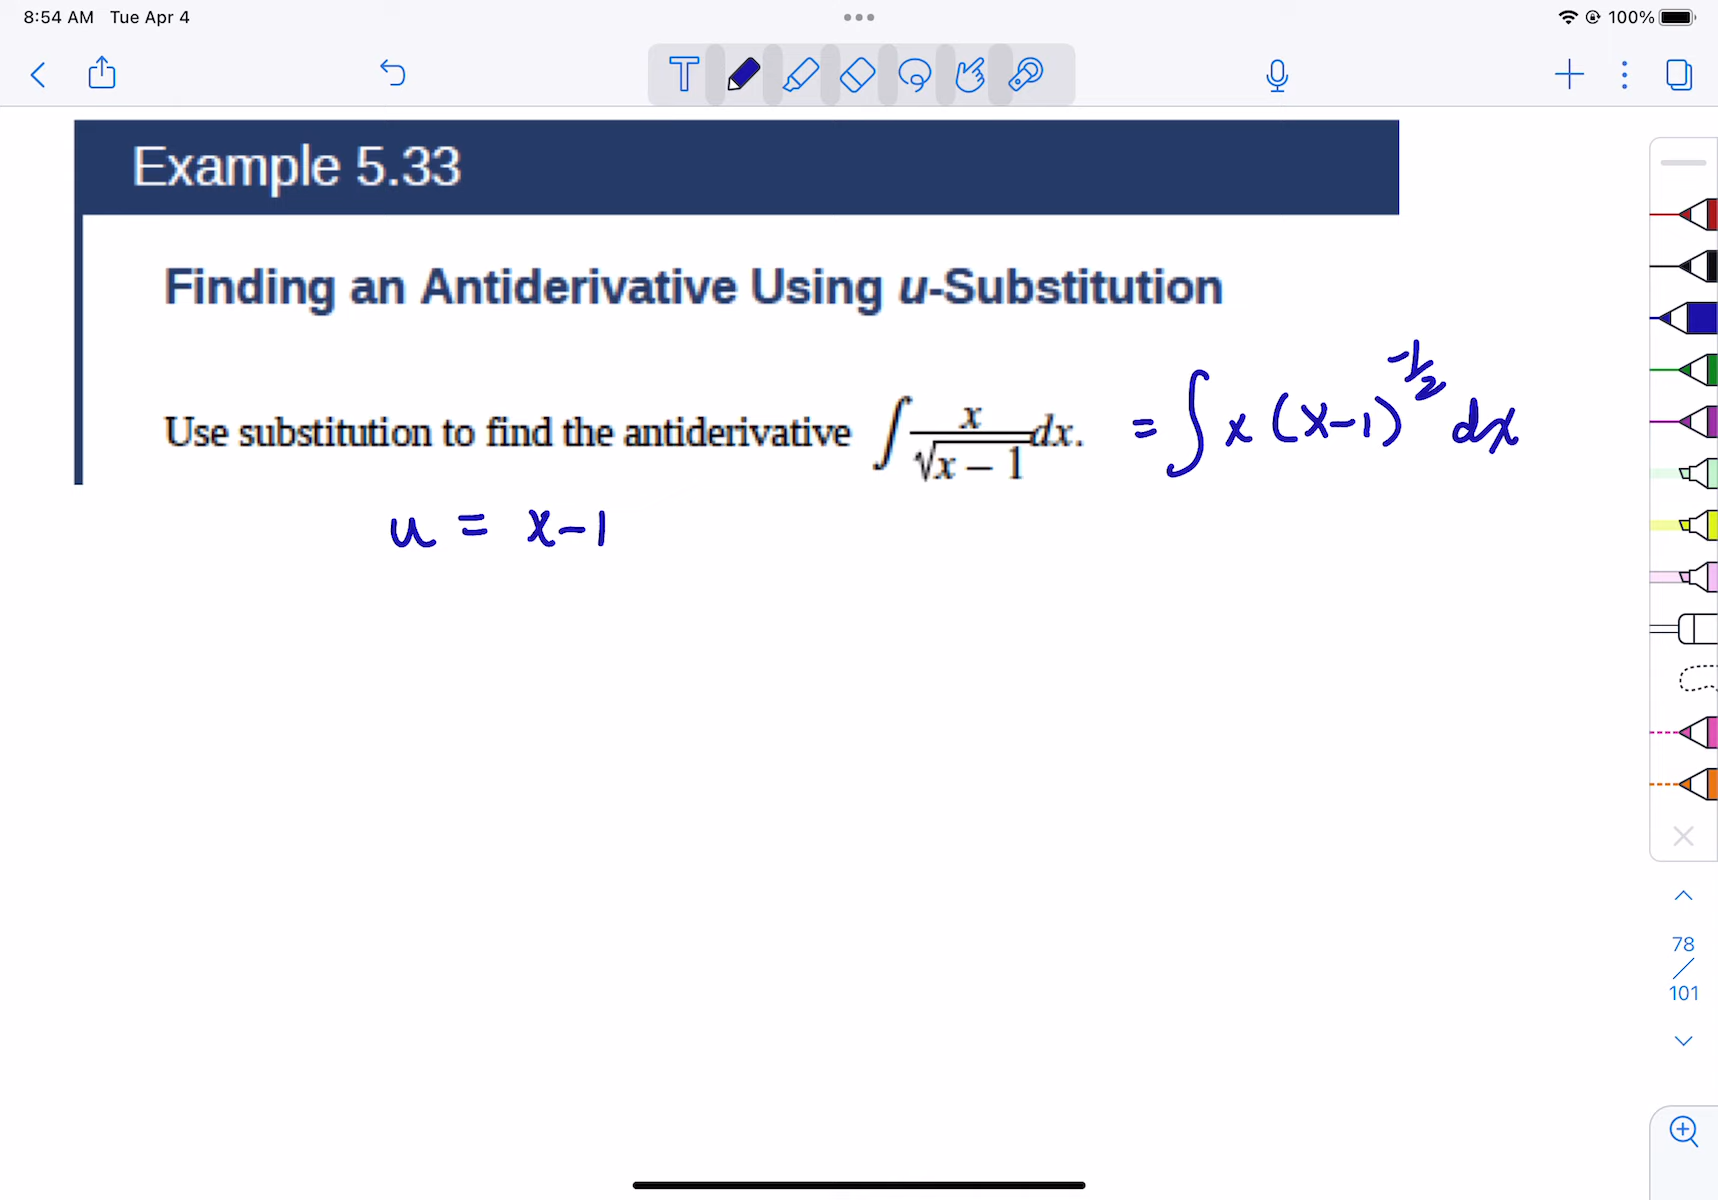 8:54 AM Tue Apr 4
100%
Example 5.33
Finding an Antiderivative Using u-Substitution
Use substitution to find the antiderivative ∫ x/√(x − 1) dx. = ∫ x (x-1)^(-1/2) dx
u = x-1
78
/
101